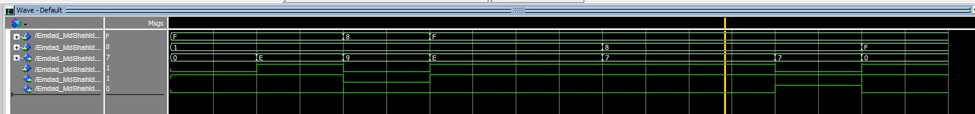 Wave - Default
Msgs
/Emdad_MdShahid... F F 8 F
/Emdad_MdShahid... 8 1 8 F
/Emdad_MdShahid... 7 0 E 9 E 7 7 0
/Emdad_MdShahid... 1
/Emdad_MdShahid... 1
/Emdad_MdShahid... 0